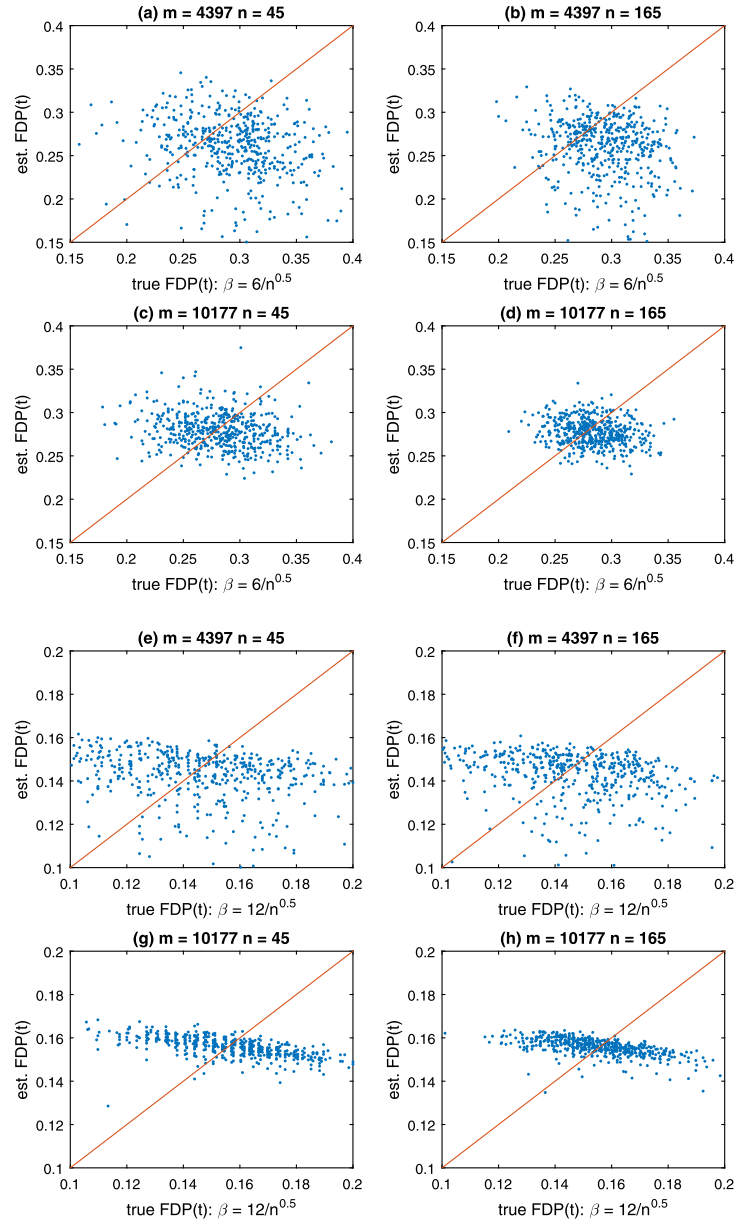 (a) m = 4397 n = 45
est. FDP(t)
0.4
0.35
0.3
0.25
0.2
0.15
0.15 0.2 0.25 0.3 0.35 0.4
true FDP(t): β = 6/n^0.5
(b) m = 4397 n = 165
est. FDP(t)
0.4
0.35
0.3
0.25
0.2
0.15
0.15 0.2 0.25 0.3 0.35 0.4
true FDP(t): β = 6/n^0.5
(c) m = 10177 n = 45
est. FDP(t)
0.4
0.35
0.3
0.25
0.2
0.15
0.15 0.2 0.25 0.3 0.35 0.4
true FDP(t): β = 6/n^0.5
(d) m = 10177 n = 165
est. FDP(t)
0.4
0.35
0.3
0.25
0.2
0.15
0.15 0.2 0.25 0.3 0.35 0.4
true FDP(t): β = 6/n^0.5
(e) m = 4397 n = 45
est. FDP(t)
0.2
0.18
0.16
0.14
0.12
0.1
0.1 0.12 0.14 0.16 0.18 0.2
true FDP(t): β = 12/n^0.5
(f) m = 4397 n = 165
est. FDP(t)
0.2
0.18
0.16
0.14
0.12
0.1
0.1 0.12 0.14 0.16 0.18 0.2
true FDP(t): β = 12/n^0.5
(g) m = 10177 n = 45
est. FDP(t)
0.2
0.18
0.16
0.14
0.12
0.1
0.1 0.12 0.14 0.16 0.18 0.2
true FDP(t): β = 12/n^0.5
(h) m = 10177 n = 165
est. FDP(t)
0.2
0.18
0.16
0.14
0.12
0.1
0.1 0.12 0.14 0.16 0.18 0.2
true FDP(t): β = 12/n^0.5